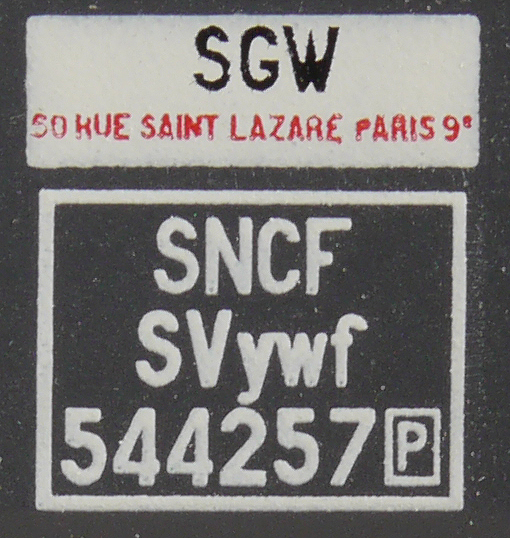 SGW
50 RUE SAINT LAZARE PARIS 9e
SNCF
SVywf
544257 P